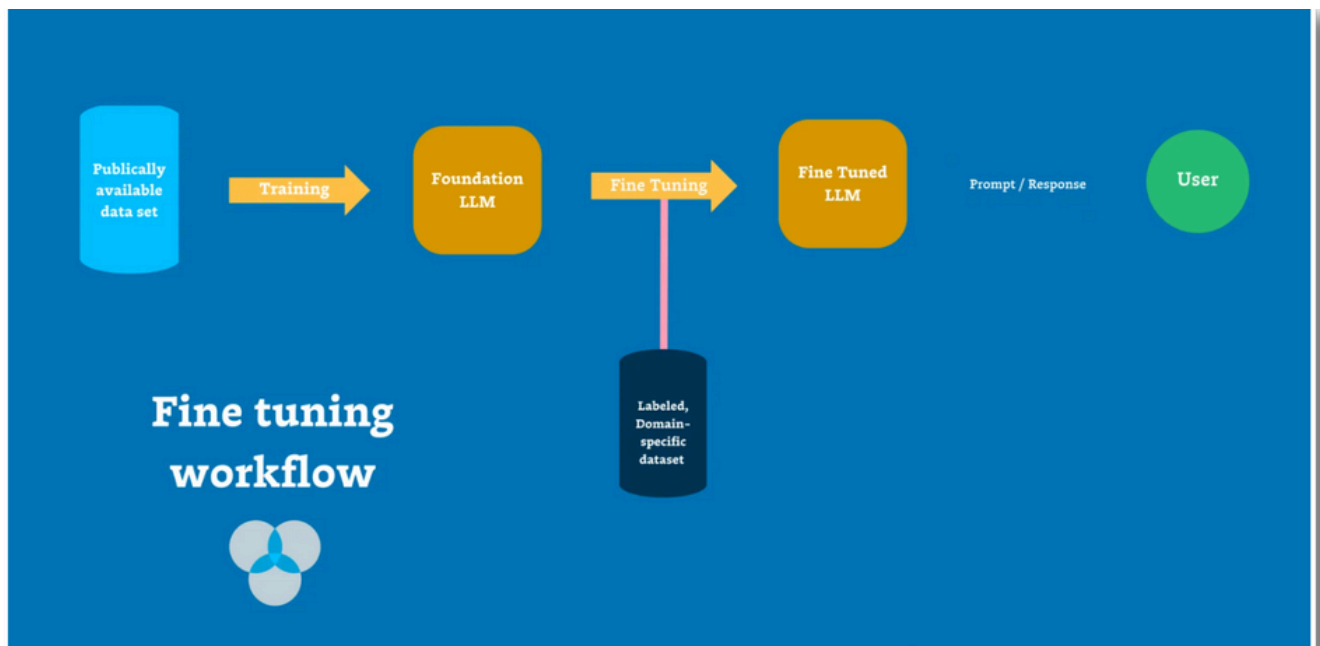 Publically
available
data set
Training
Foundation
LLM
Fine Tuning
Fine Tuned
LLM
Prompt / Response
User
Labeled,
Domain-
specific
dataset
Fine tuning
workflow